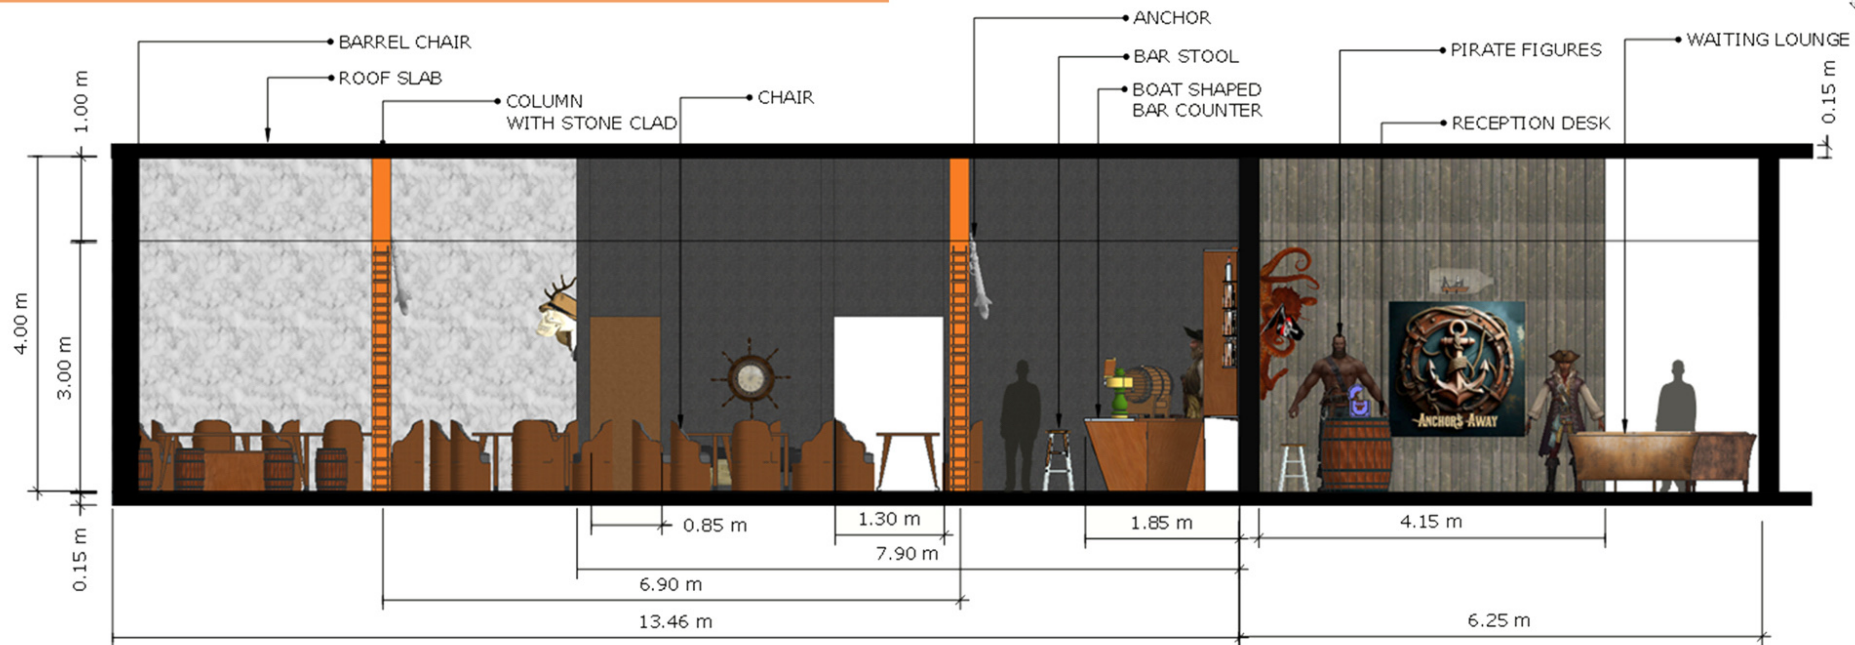 ANCHOR
BARREL CHAIR
WAITING LOUNGE
PIRATE FIGURES
BAR STOOL
ROOF SLAB
BOAT SHAPED
BAR COUNTER
CHAIR
COLUMN
WITH STONE CLAD
RECEPTION DESK
1.00 m
0.15 m
4.00 m
3.00 m
ANCHOR'S AWAY
0.15 m
0.85 m
1.30 m
1.85 m
4.15 m
7.90 m
6.90 m
13.46 m
6.25 m